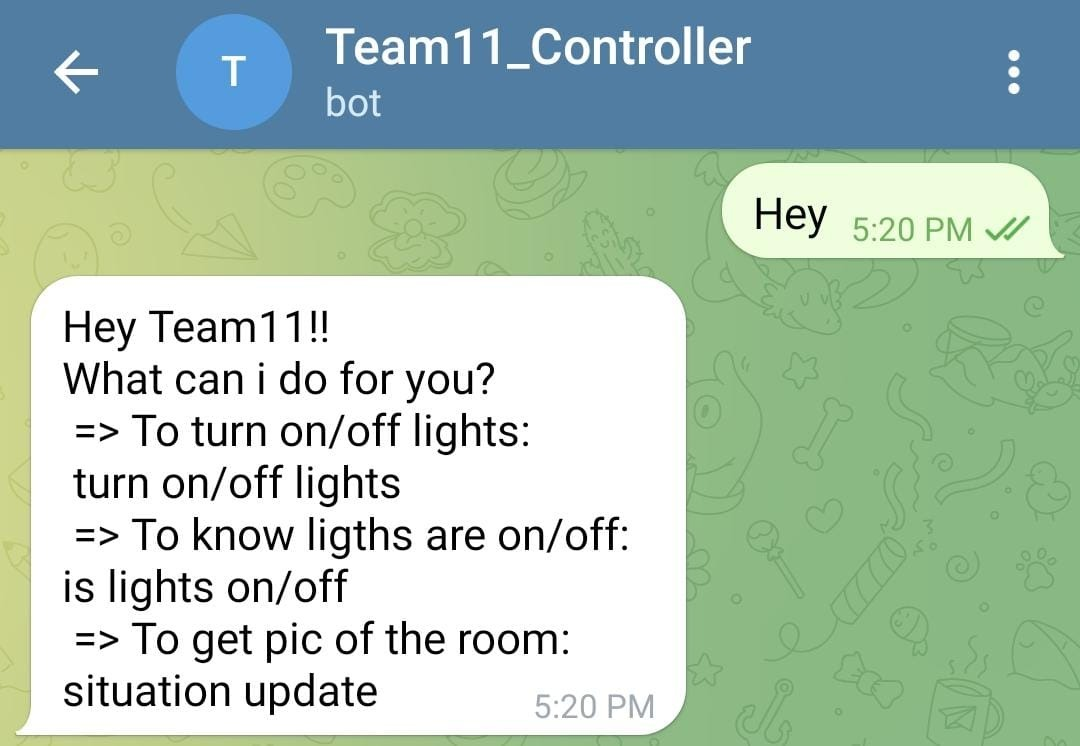 T
Team11_Controller
bot
Hey 5:20 PM
Hey Team11!!
What can i do for you?
=> To turn on/off lights:
turn on/off lights
=> To know ligths are on/off:
is lights on/off
=> To get pic of the room:
situation update
5:20 PM